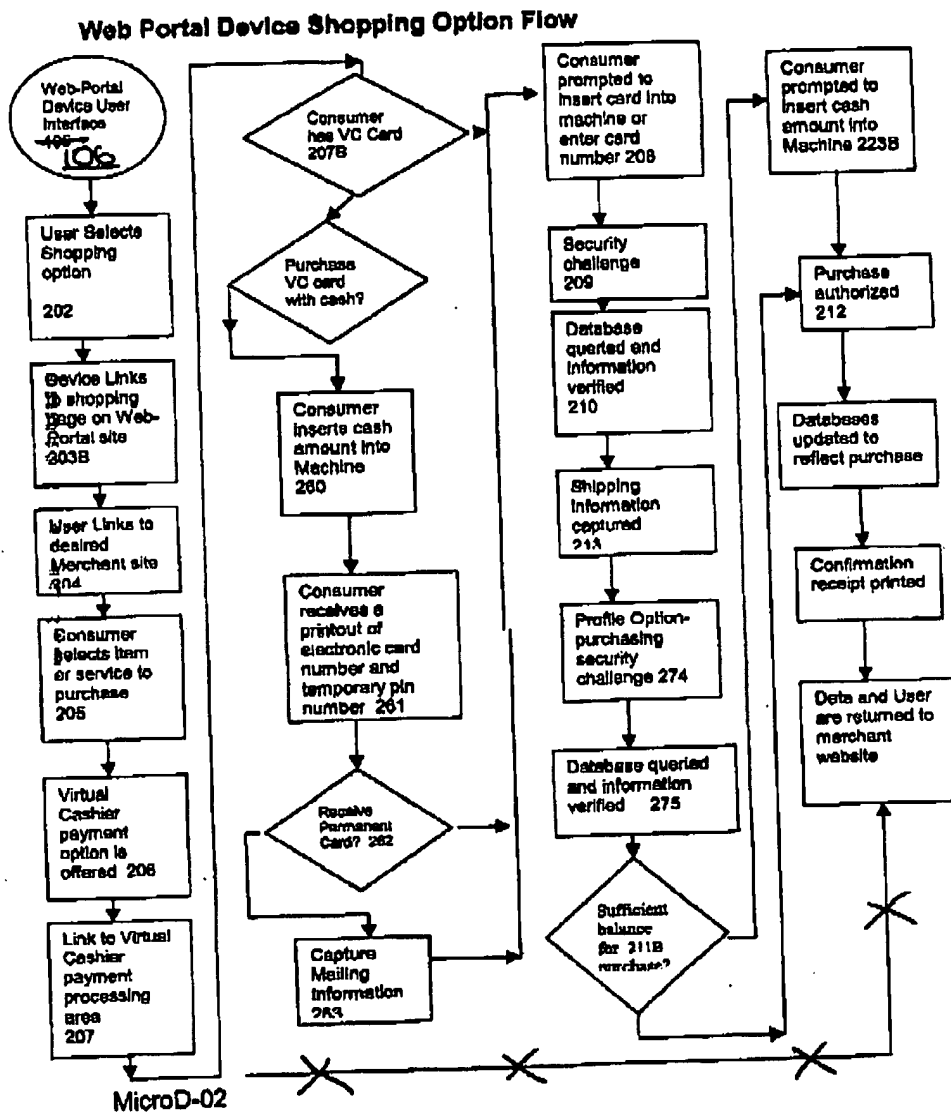 Web Portal Device Shopping Option Flow
Web-Portal
Device User
Interface
106
User Selects
Shopping
option
202
Device Links
to shopping
page on Web-
Portal site
203B
User Links to
desired
Merchant site
204
Consumer
Selects item
or service to
purchase
205
Virtual
Cashier
payment
option is
offered 206
Link to Virtual
Cashier
payment
processing
area
207
Consumer
has VC Card
207B
Purchase
VC card
with cash?
Consumer
inserts cash
amount into
Machine
260
Consumer
receives a
printout of
electronic card
number and
temporary pin
number 261
Receive
Permanent
Card? 262
Capture
Mailing
Information
263
Consumer
prompted to
insert card into
machine or
enter card
number 208
Security
challenge
209
Database
queried and
information
verified
210
Shipping
information
captured
213
Profile Option-
purchasing
security
challenge 274
Database queried
and information
verified 275
Sufficient
balance
for 211B
purchase?
Consumer
prompted to
insert cash
amount into
Machine 223B
Purchase
authorized
212
Databases
updated to
reflect purchase
Confirmation
receipt printed
Data and User
are returned to
merchant
website
MicroD-02